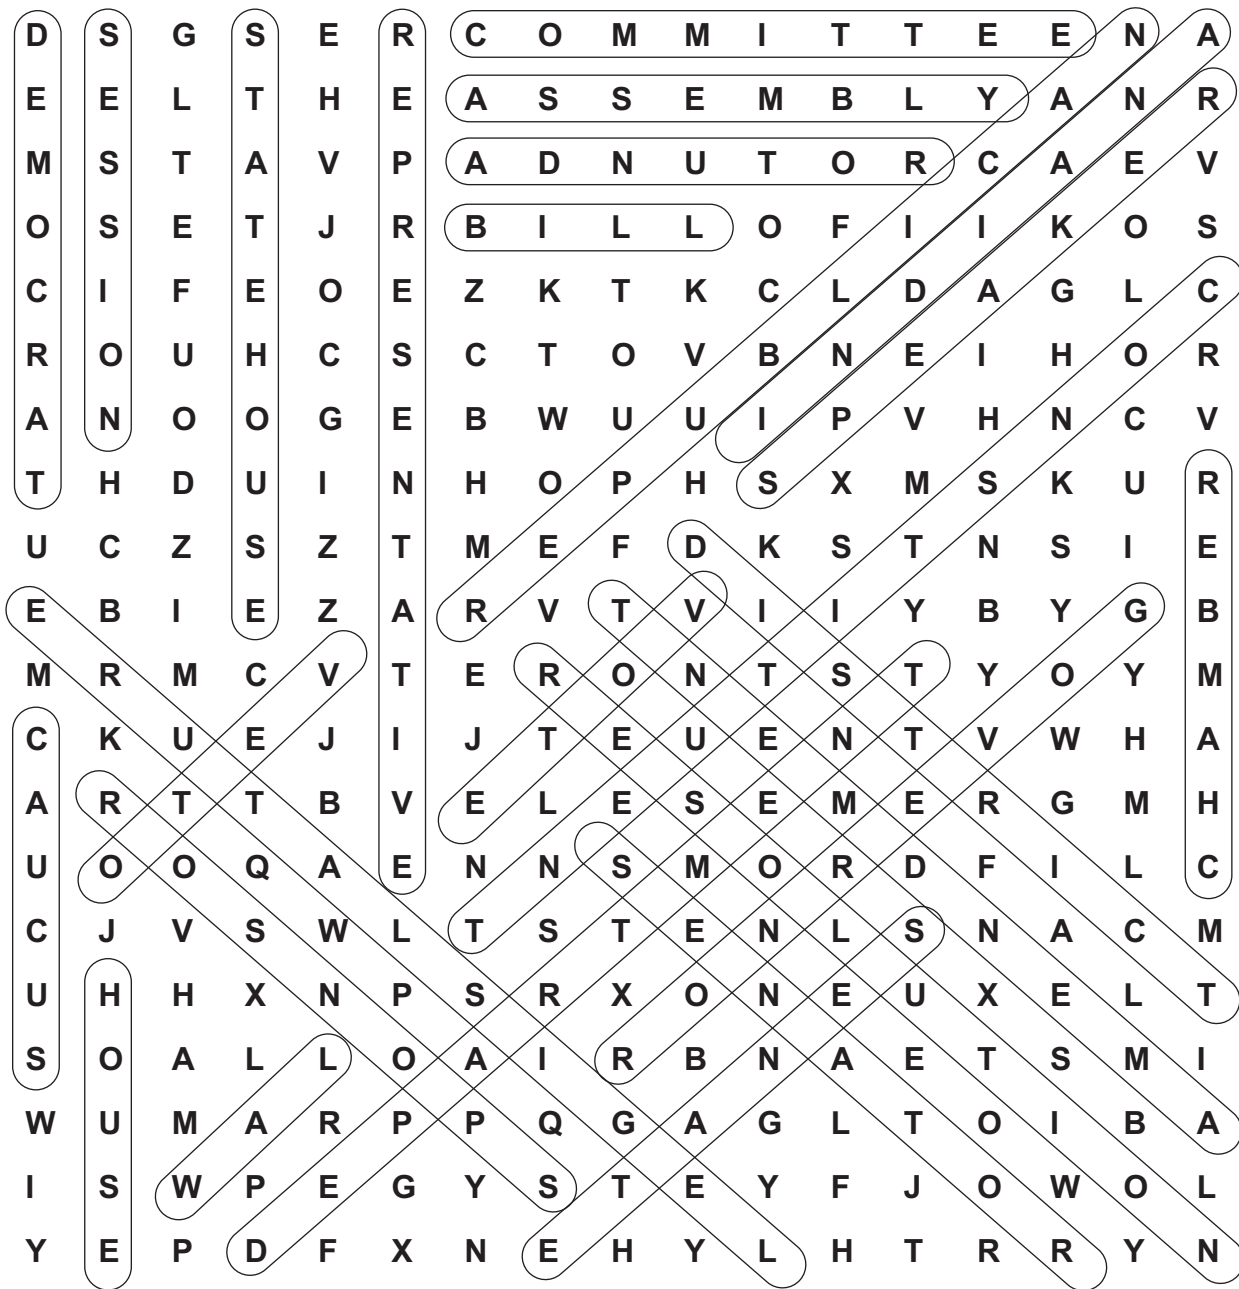 D S G S E R C O M M I T T E E N A
E E L T H E A S S E M B L Y A N R
M S T A V P A D N U T O R C A E V
O S E T J R B I L L O F I I K O S
C I F E O E Z K T K C L D A G L C
R O U H C S C T O V B N E I H O R
A N O O G E B W U U I P V H N C V
T H D U I N H O P H S X M S K U R
U C Z S Z T M E F D K S T N S I E
E B I E Z A R V T V I I Y B Y G B
M R M C V T E R O N T S T Y O Y M
C K U E J I J T E U E N T V W H A
A R T T B V E L E S E M E R G M H
U O O Q A E N N S M O R D F I L C
C J V S W L T S T E N L S N A C M
U H H X N P S R X O N E U X E L T
S O A L L O A I R B N A E T S M I
W U M A R P P Q G A G L T O I B A
I S W P E G Y S T E Y F J O W O L
Y E P D F X N E H Y L H T R R Y N